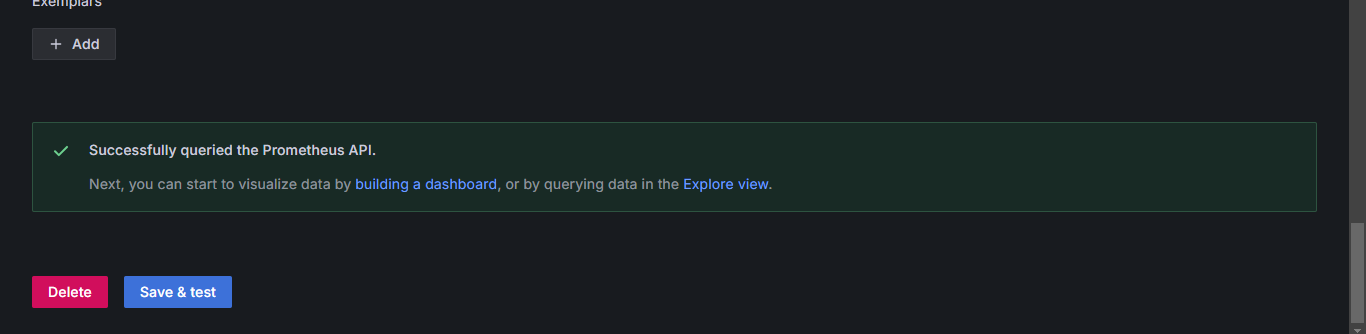 Exemplars
Add
Successfully queried the Prometheus API.
Next, you can start to visualize data by building a dashboard, or by querying data in the Explore view.
Delete
Save & test